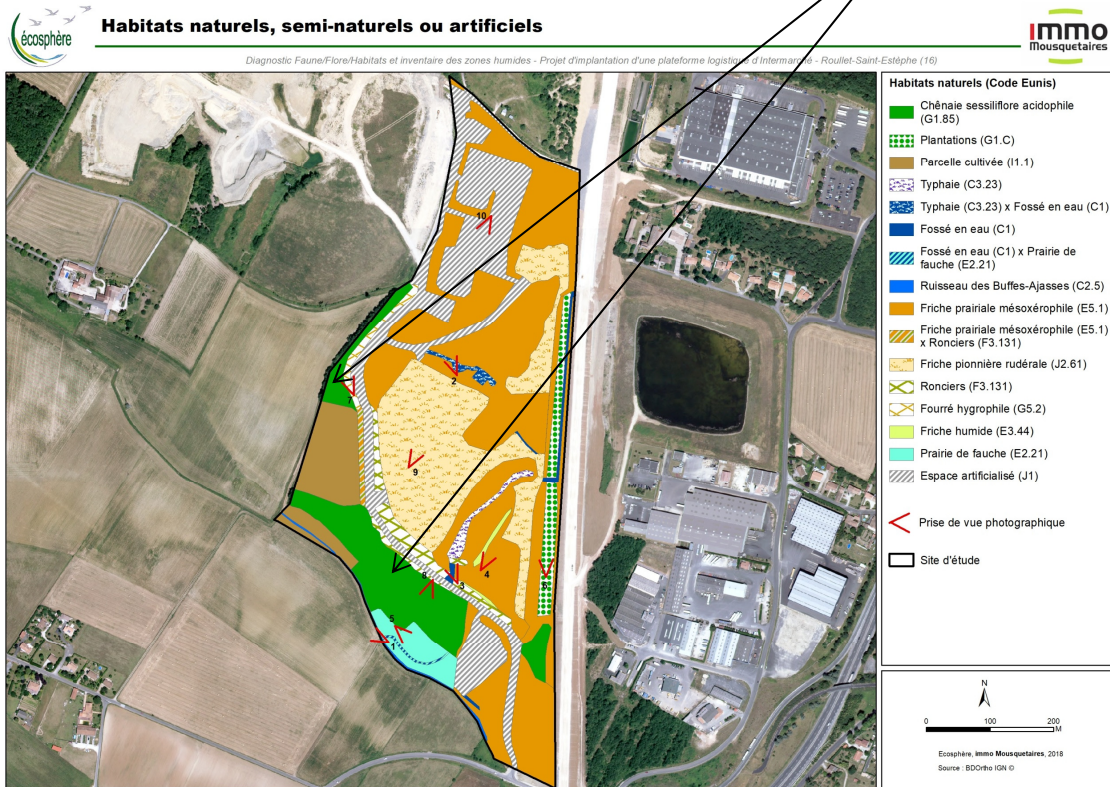 écosphère
Habitats naturels, semi-naturels ou artificiels
immo
Mousquetaires
Diagnostic Faune/Flore/Habitats et inventaire des zones humides - Projet d'implantation d'une plateforme logistique d'Intermarché - Roullet-Saint-Estèphe (16)
Habitats naturels (Code Eunis)
Chênaie sessiliflore acidophile
(G1.85)
Plantations (G1.C)
Parcelle cultivée (I1.1)
Typhaie (C3.23)
Typhaie (C3.23) x Fossé en eau (C1)
Fossé en eau (C1)
Fossé en eau (C1) x Prairie de
fauche (E2.21)
Ruisseau des Buffes-Ajasses (C2.5)
Friche prairiale mésoxérophile (E5.1)
Friche prairiale mésoxérophile (E5.1)
x Ronciers (F3.131)
Friche pionnière rudérale (J2.61)
Ronciers (F3.131)
Fourré hygrophile (G5.2)
Friche humide (E3.44)
Prairie de fauche (E2.21)
Espace artificialisé (J1)
Prise de vue photographique
Site d'étude
10
2
7
9
4
3
6
8
5
1
N
0 100 200
M
Ecosphère, immo Mousquetaires, 2018
Source : BDOrtho IGN ©